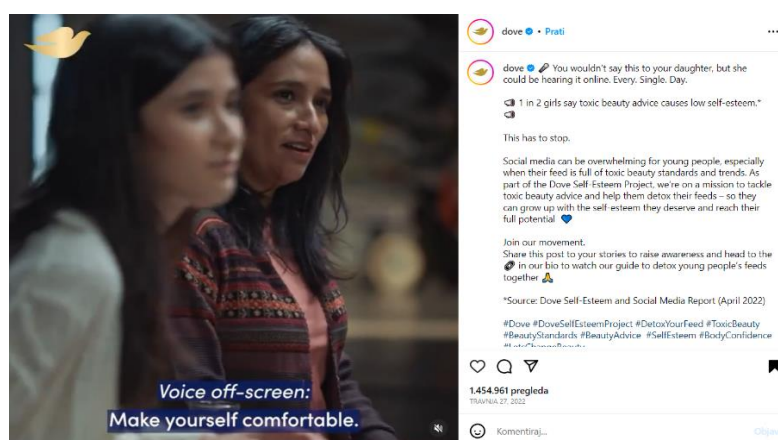 dove • Prati
dove 🎤 You wouldn't say this to your daughter, but she
could be hearing it online. Every. Single. Day.
📢 1 in 2 girls say toxic beauty advice causes low self-esteem.*
📢
This has to stop.
Social media can be overwhelming for young people, especially
when their feed is full of toxic beauty standards and trends. As
part of the Dove Self-Esteem Project, we're on a mission to tackle
toxic beauty advice and help them detox their feeds – so they
can grow up with the self-esteem they deserve and reach their
full potential 💙
Join our movement.
Share this post to your stories to raise awareness and head to the
🔗 in our bio to watch our guide to detox young people's feeds
together 🙏
*Source: Dove Self-Esteem and Social Media Report (April 2022)
#Dove #DoveSelfEsteemProject #DetoxYourFeed #ToxicBeauty
#BeautyStandards #BeautyAdvice #SelfEsteem #BodyConfidence
#LetsChangeBeauty
1.454.961 pregleda
TRAVNJA 27, 2022
Komentiraj...
Objavi
Voice off-screen:
Make yourself comfortable.